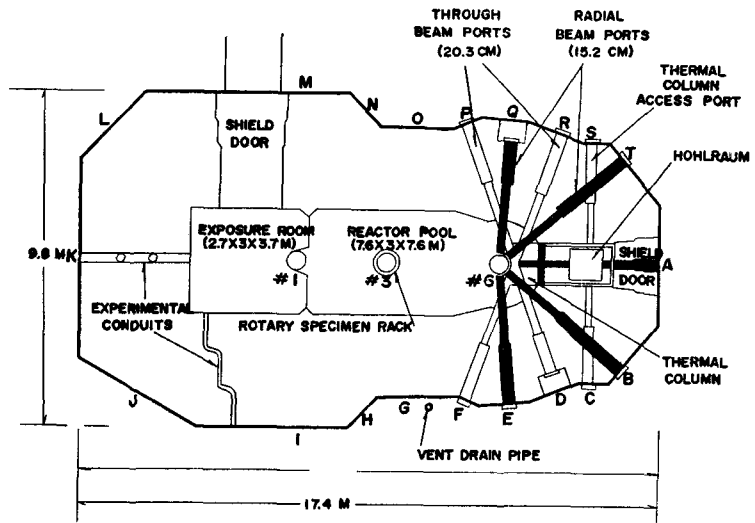 THROUGH
BEAM PORTS
(20.3 CM)
RADIAL
BEAM PORTS
(15.2 CM)
THERMAL
COLUMN
ACCESS PORT
HOHLRAUM
M
N
L
O
P
Q
R
S
T
SHIELD
DOOR
EXPOSURE ROOM
(2.7X3X3.7M)
REACTOR POOL
(7.6X3X7.6M)
9.8 M
K
#1
#3
#6
SHIELD
DOOR
A
EXPERIMENTAL
CONDUITS
ROTARY SPECIMEN RACK
THERMAL
COLUMN
J
I
H
G
F
E
D
C
B
VENT DRAIN PIPE
17.4 M